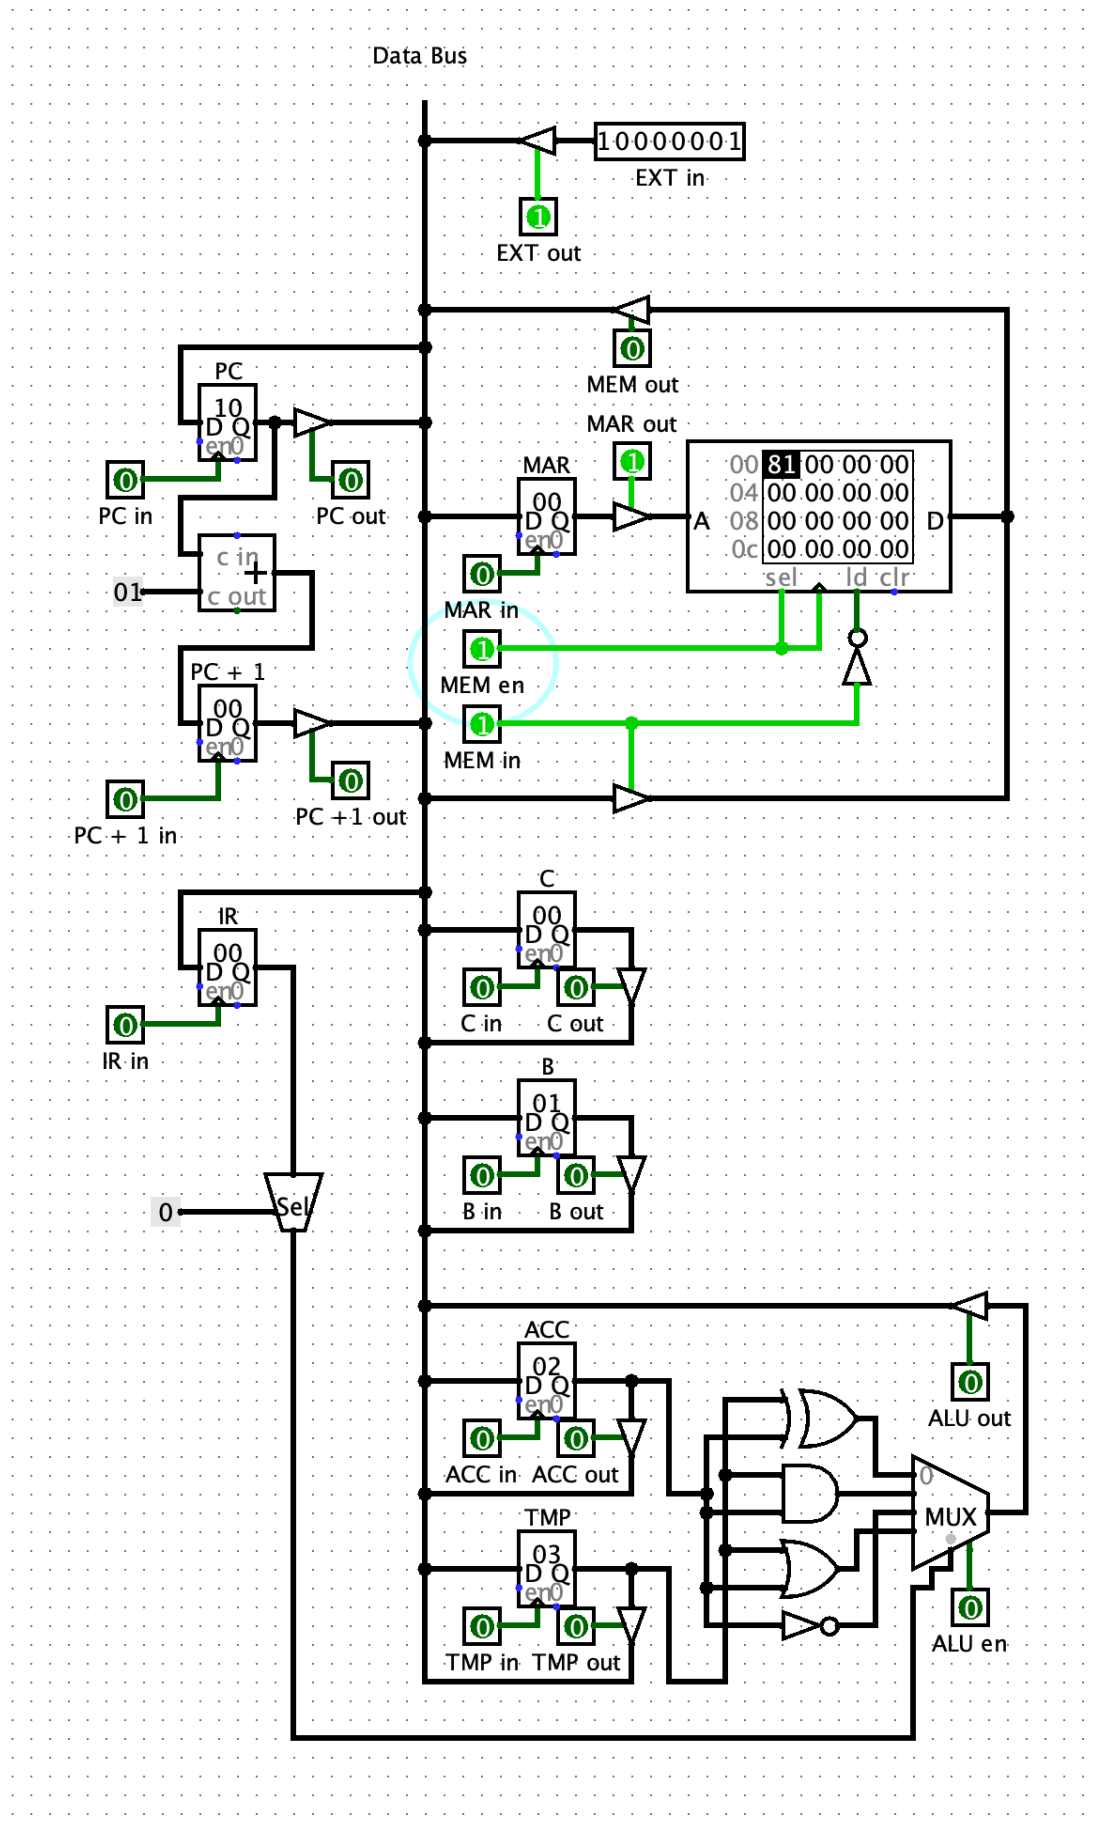 Data Bus
10000001
EXT in
1
EXT out
0
MEM out
PC
10
D Q
en0
0
PC in
0
PC out
MAR out
1
MAR
00
D Q
en0
0
MAR in
A
00 81 00 00 00
04 00 00 00 00
08 00 00 00 00
0c 00 00 00 00
D
sel ld clr
c in
+
c out
01
1
MEM en
1
MEM in
PC + 1
00
D Q
en0
0
PC + 1 in
0
PC +1 out
C
00
D Q
en0
0
C in
0
C out
IR
00
D Q
en0
0
IR in
B
01
D Q
en0
0
B in
0
B out
0
Sel
ACC
02
D Q
en0
0
ACC in
0
ACC out
0
ALU out
0
MUX
TMP
03
D Q
en0
0
TMP in
0
TMP out
0
ALU en